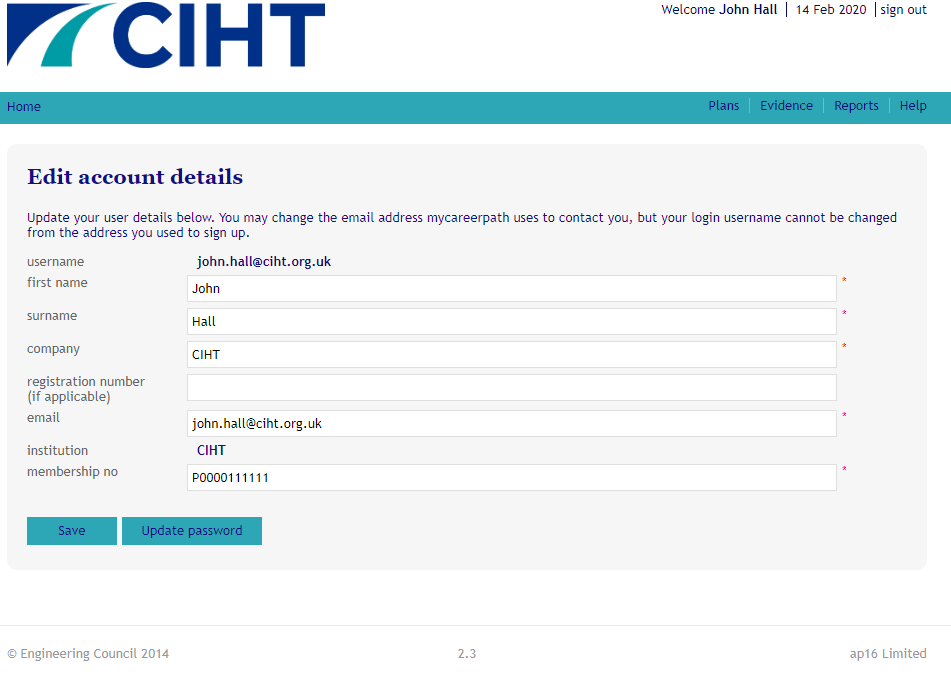 CIHT
Welcome John Hall | 14 Feb 2020 | sign out
Home Plans Evidence Reports Help
Edit account details
Update your user details below. You may change the email address mycareerpath uses to contact you, but your login username cannot be changed
from the address you used to sign up.
username john.hall@ciht.org.uk
first name John *
surname Hall *
company CIHT *
registration number
(if applicable)
email john.hall@ciht.org.uk *
institution CIHT
membership no P0000111111 *
Save Update password
© Engineering Council 2014 2.3 ap16 Limited